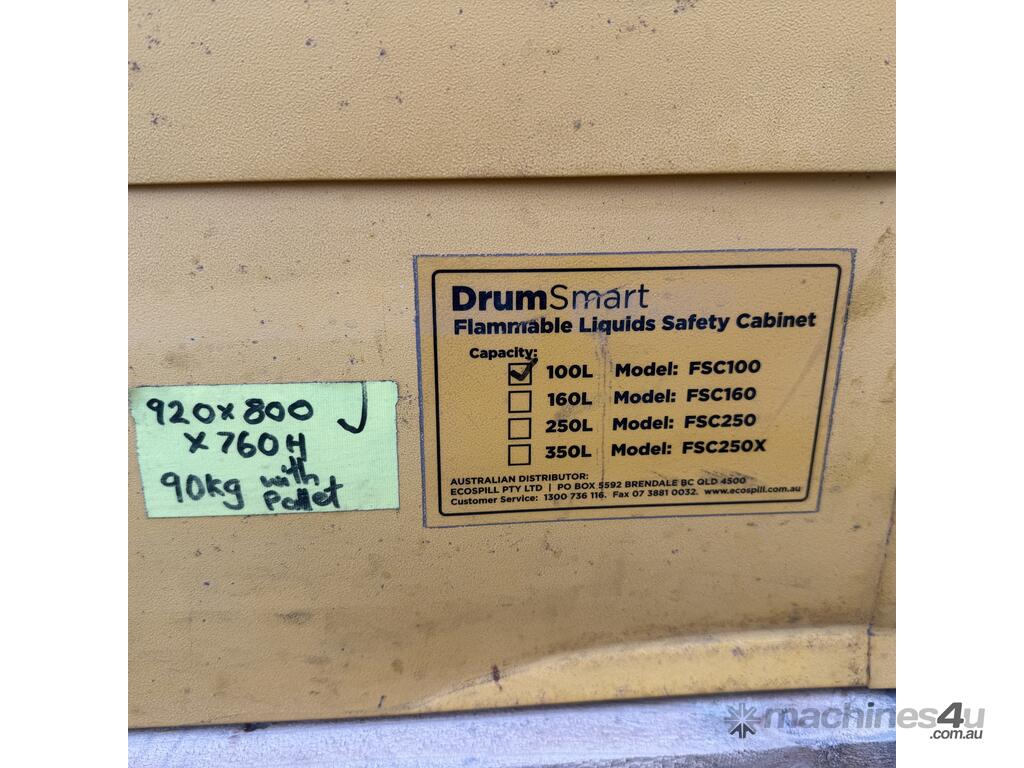 DrumSmart
Flammable Liquids Safety Cabinet
Capacity:
100L Model: FSC100
160L Model: FSC160
250L Model: FSC250
350L Model: FSC250X
AUSTRALIAN DISTRIBUTOR:
ECOSPILL PTY LTD | PO BOX 5592 BRENDALE BC QLD 4500
Customer Service: 1300 736 116. Fax 07 3881 0032. www.ecospill.com.au
920x800 J
x760H
90kg with
Pallet
machines4u
.com.au